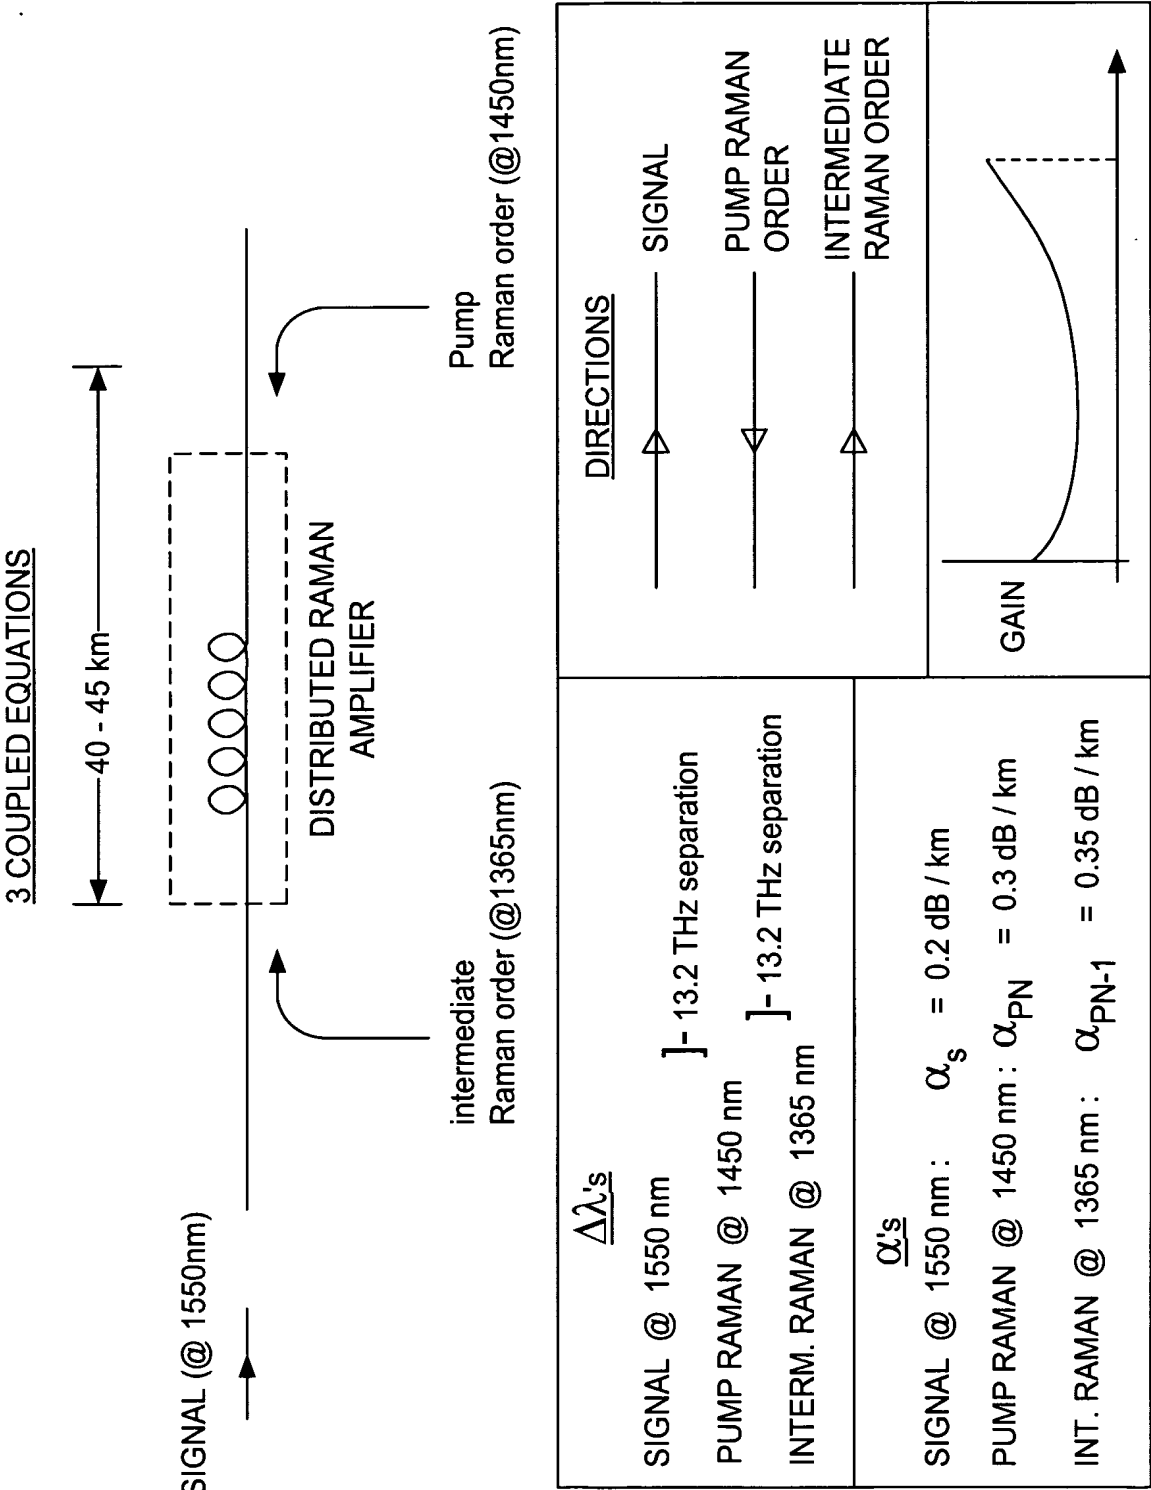 3 COUPLED EQUATIONS
40 - 45 km
SIGNAL (@ 1550nm)
DISTRIBUTED RAMAN
AMPLIFIER
intermediate
Raman order (@1365nm)
Pump
Raman order (@1450nm)
Δλ's
SIGNAL @ 1550 nm
]- 13.2 THz separation
PUMP RAMAN @ 1450 nm
]- 13.2 THz separation
INTERM. RAMAN @ 1365 nm
α's
SIGNAL @ 1550 nm : αs = 0.2 dB / km
PUMP RAMAN @ 1450 nm : αPN = 0.3 dB / km
INT. RAMAN @ 1365 nm : αPN-1 = 0.35 dB / km
DIRECTIONS
SIGNAL
PUMP RAMAN
ORDER
INTERMEDIATE
RAMAN ORDER
GAIN